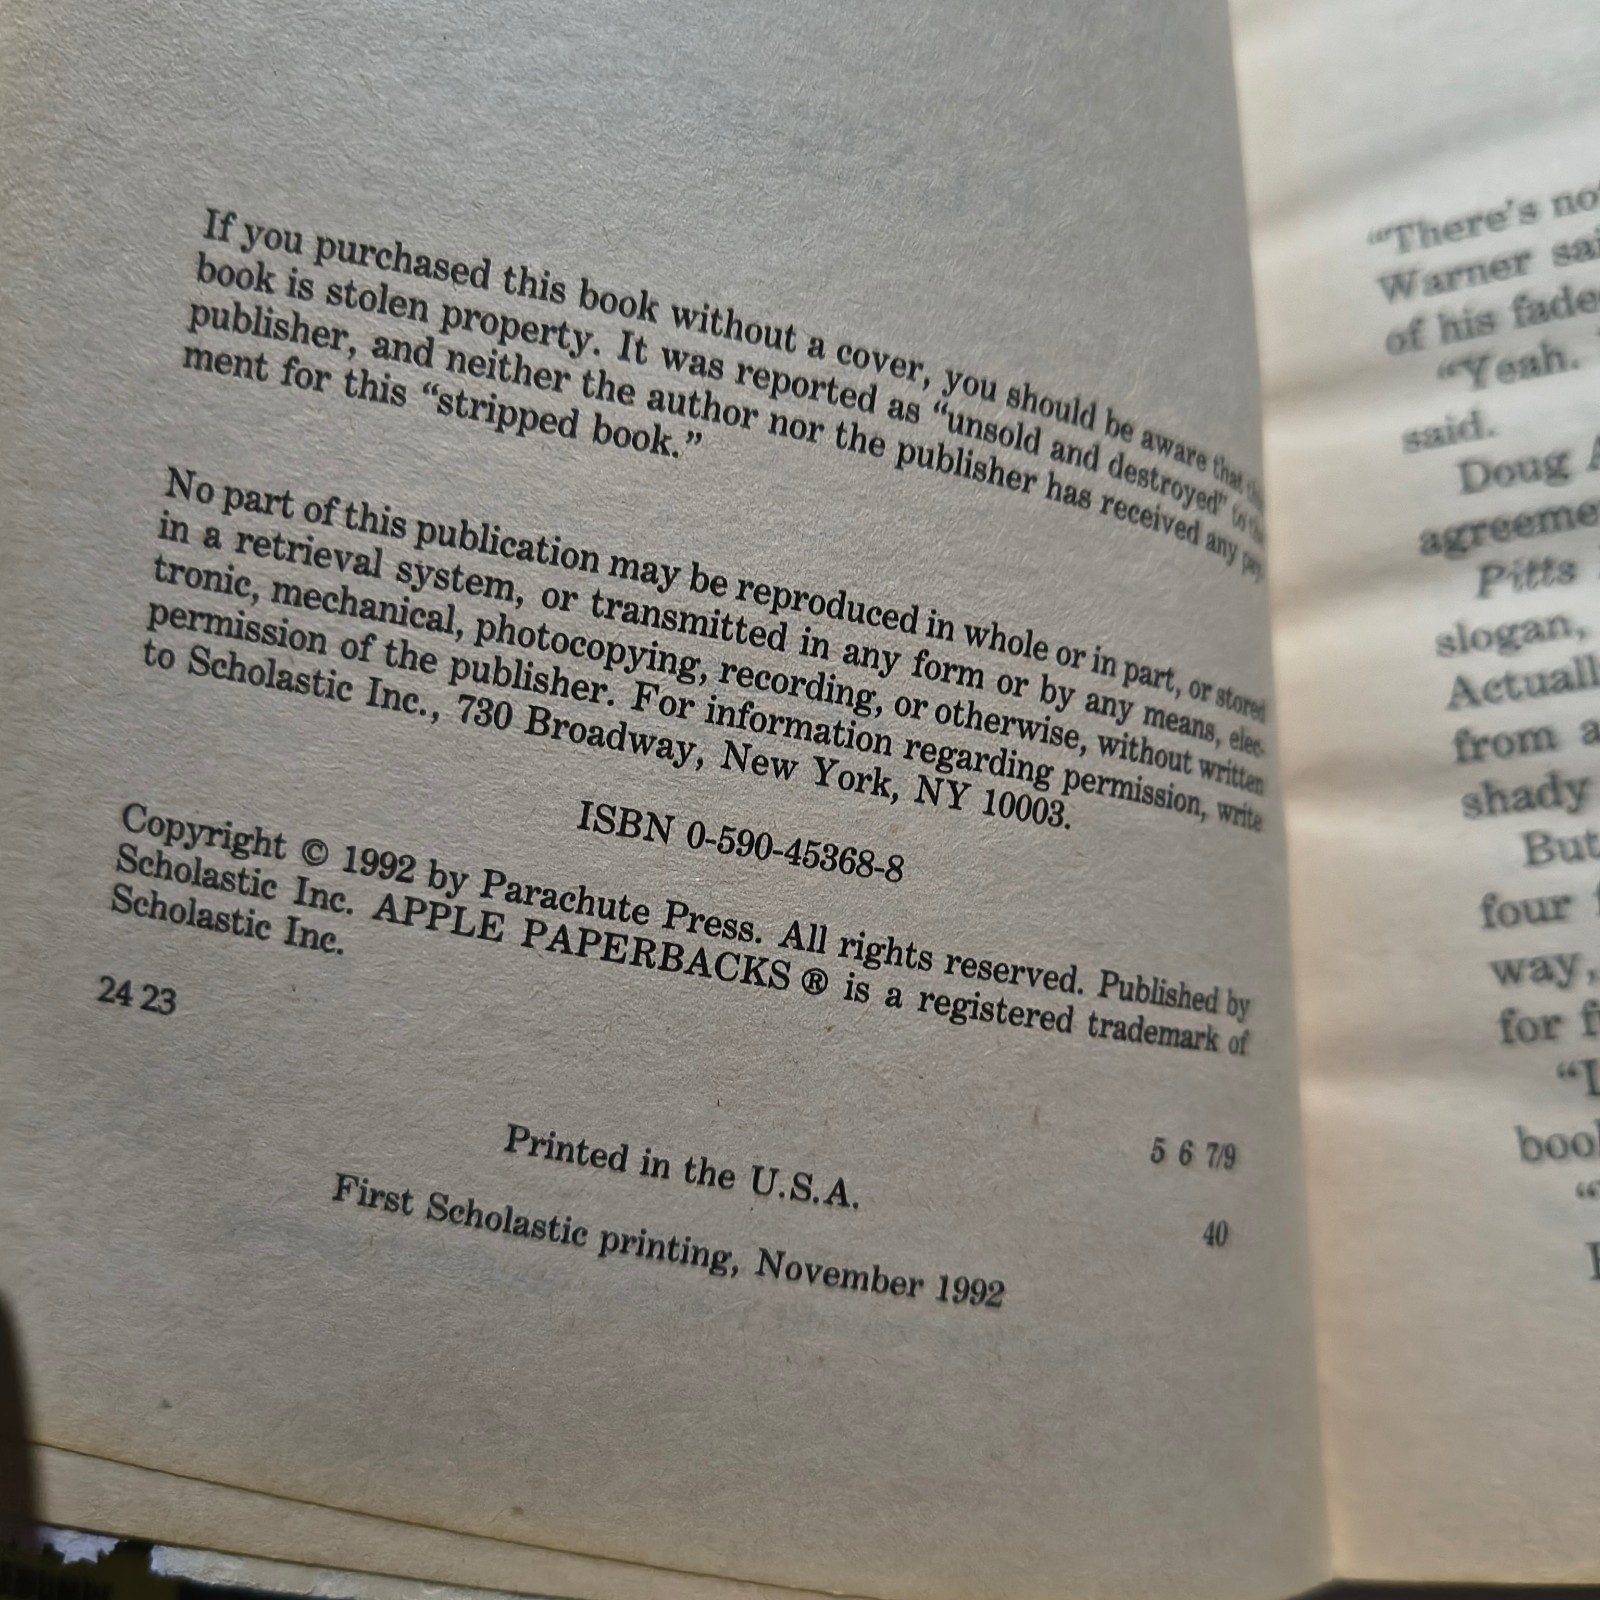 If you purchased this book without a cover, you should be aware that this
book is stolen property. It was reported as “unsold and destroyed” to the
publisher, and neither the author nor the publisher has received any pay-
ment for this “stripped book.”
No part of this publication may be reproduced in whole or in part, or stored
in a retrieval system, or transmitted in any form or by any means, elec-
tronic, mechanical, photocopying, recording, or otherwise, without written
permission of the publisher. For information regarding permission, write
to Scholastic Inc., 730 Broadway, New York, NY 10003.
ISBN 0-590-45368-8
Copyright © 1992 by Parachute Press. All rights reserved. Published by
Scholastic Inc. APPLE PAPERBACKS ® is a registered trademark of
Scholastic Inc.
24 23
5 6 7/9
Printed in the U.S.A.
40
First Scholastic printing, November 1992
“There's
Warner
of his
“Yeah.
said.
Doug
Pitts
slogan,
from
shady
But
four
way,
for